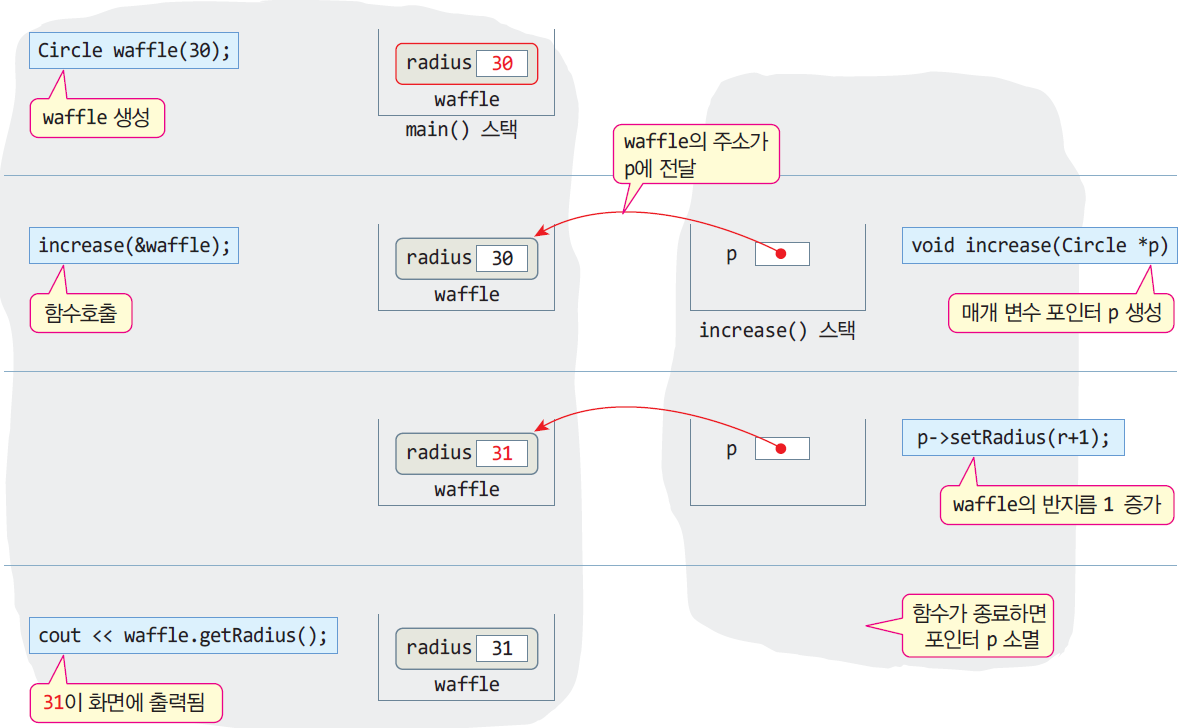 Circle waffle(30);
waffle 생성
radius 30
waffle
main() 스택
waffle의 주소가
p에 전달
increase(&waffle);
함수호출
radius 30
waffle
p
increase() 스택
void increase(Circle *p)
매개 변수 포인터 p 생성
radius 31
waffle
p
p->setRadius(r+1);
waffle의 반지름 1 증가
cout << waffle.getRadius();
31이 화면에 출력됨
radius 31
waffle
함수가 종료하면
포인터 p 소멸